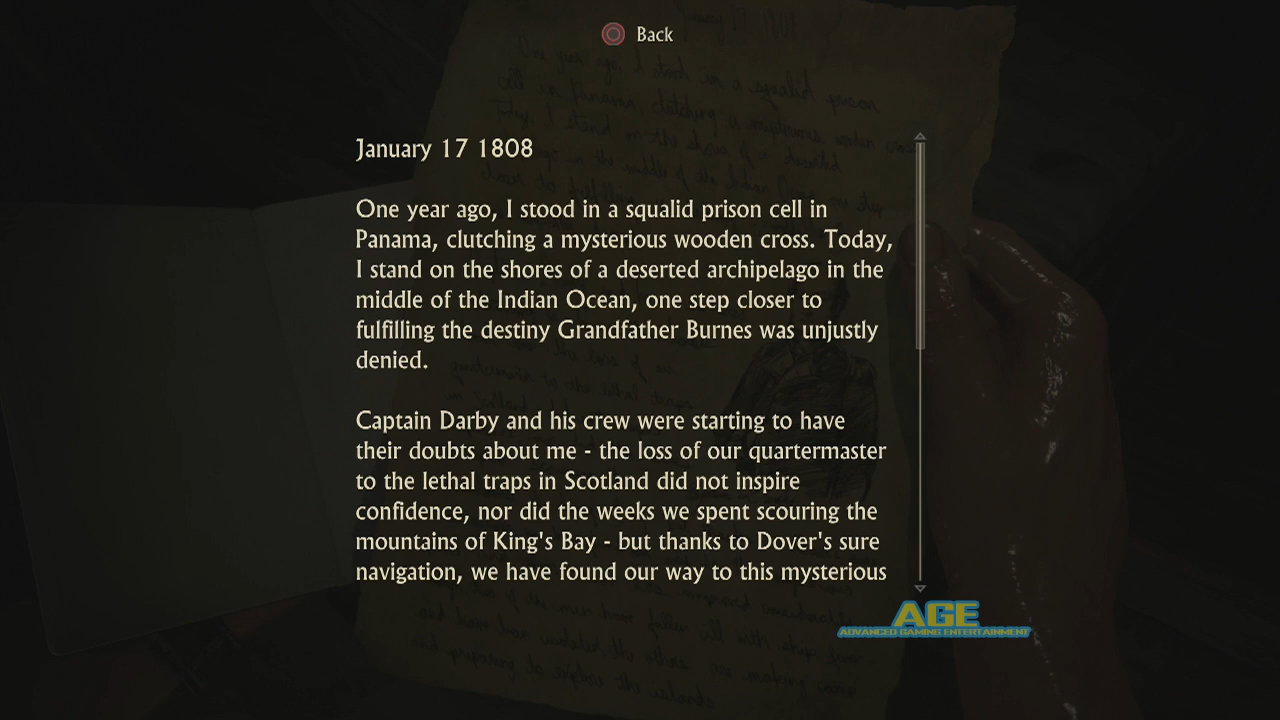 Back
January 17 1808
One year ago, I stood in a squalid prison cell in
Panama, clutching a mysterious wooden cross. Today,
I stand on the shores of a deserted archipelago in the
middle of the Indian Ocean, one step closer to
fulfilling the destiny Grandfather Burnes was unjustly
denied.
Captain Darby and his crew were starting to have
their doubts about me - the loss of our quartermaster
to the lethal traps in Scotland did not inspire
confidence, nor did the weeks we spent scouring the
mountains of King's Bay - but thanks to Dover's sure
navigation, we have found our way to this mysterious
AGE
ADVANCED GAMING ENTERTAINMENT